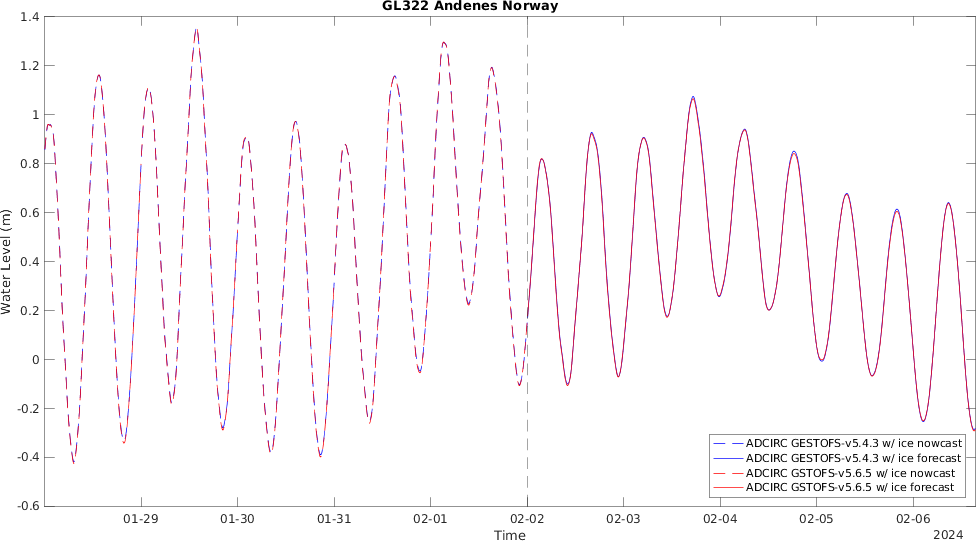 GL322 Andenes Norway
1.4
1.2
1
0.8
0.6
0.4
0.2
0
-0.2
-0.4
-0.6
Water Level (m)
ADCIRC GESTOFS-v5.4.3 w/ ice nowcast
ADCIRC GESTOFS-v5.4.3 w/ ice forecast
ADCIRC GSTOFS-v5.6.5 w/ ice nowcast
ADCIRC GSTOFS-v5.6.5 w/ ice forecast
01-29 01-30 01-31 02-01 02-02 02-03 02-04 02-05 02-06
Time
2024